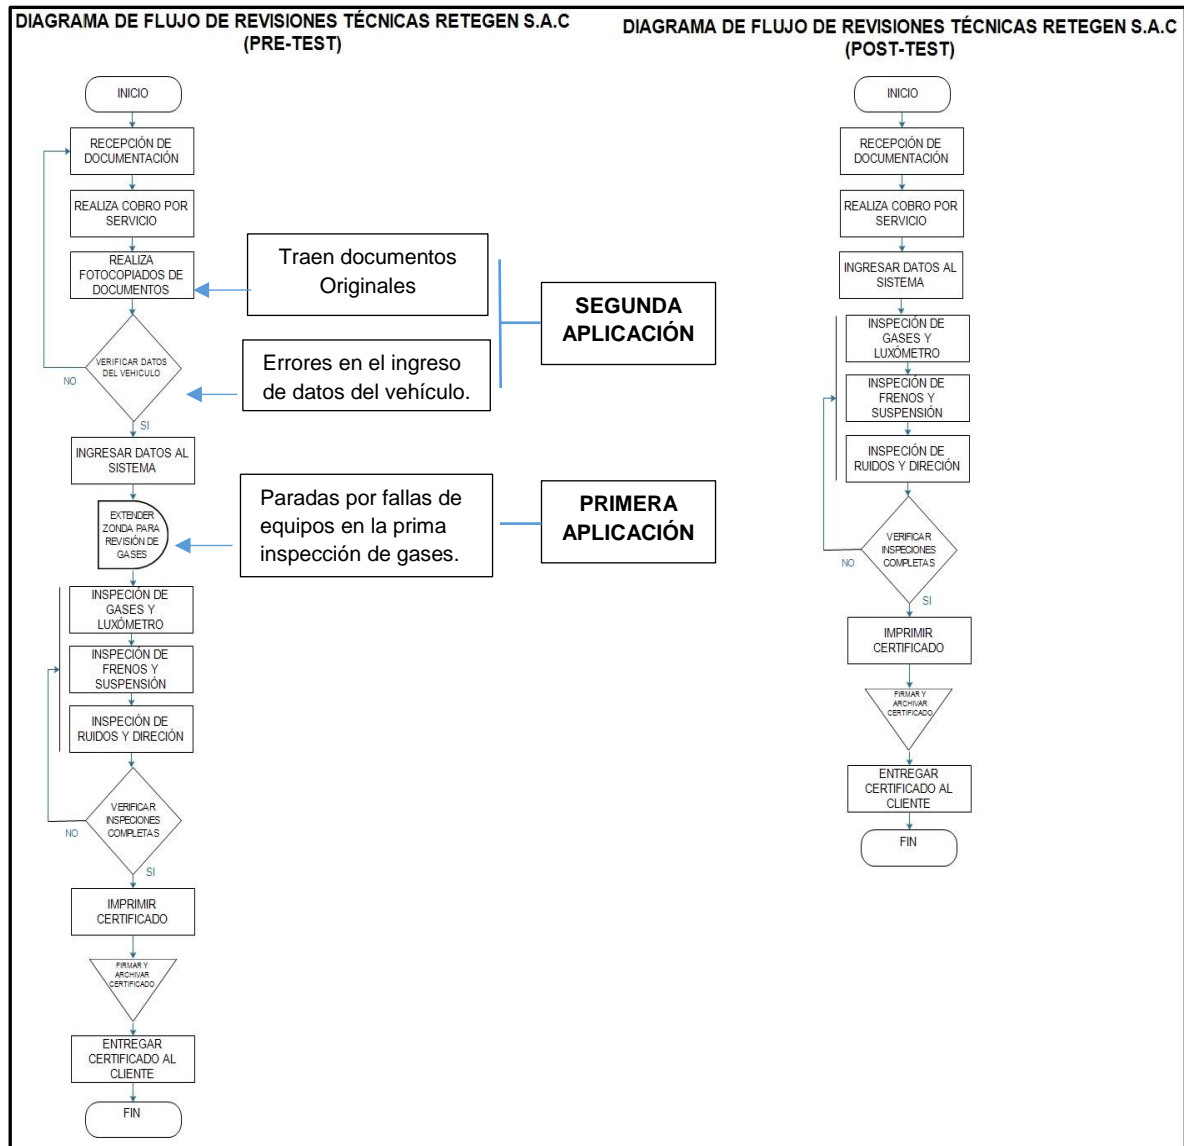 DIAGRAMA DE FLUJO DE REVISIONES TÉCNICAS RETEGEN S.A.C
(PRE-TEST)
INICIO
RECEPCIÓN DE
DOCUMENTACIÓN
REALIZA COBRO POR
SERVICIO
REALIZA
FOTOCOPIADOS DE
DOCUMENTOS
VERIFICAR DATOS
DEL VEHICULO
NO
SI
INGRESAR DATOS AL
SISTEMA
EXTENDER
ZONDA PARA
REVISIÓN DE
GASES
INSPECIÓN DE
GASES Y
LUXÓMETRO
INSPECIÓN DE
FRENOS Y
SUSPENSIÓN
INSPECIÓN DE
RUIDOS Y DIRECIÓN
VERIFICAR
INSPECIONES
COMPLETAS
NO
SI
IMPRIMIR
CERTIFICADO
FIRMAR Y
ARCHIVAR
CERTIFICADO
ENTREGAR
CERTIFICADO AL
CLIENTE
FIN
Traen documentos
Originales
Errores en el ingreso
de datos del vehículo.
SEGUNDA
APLICACIÓN
Paradas por fallas de
equipos en la prima
inspección de gases.
PRIMERA
APLICACIÓN
DIAGRAMA DE FLUJO DE REVISIONES TÉCNICAS RETEGEN S.A.C
(POST-TEST)
INICIO
RECEPCIÓN DE
DOCUMENTACIÓN
REALIZA COBRO POR
SERVICIO
INGRESAR DATOS AL
SISTEMA
INSPECIÓN DE
GASES Y
LUXÓMETRO
INSPECIÓN DE
FRENOS Y
SUSPENSIÓN
INSPECIÓN DE
RUIDOS Y DIRECIÓN
VERIFICAR
INSPECIONES
COMPLETAS
NO
SI
IMPRIMIR
CERTIFICADO
FIRMAR Y
ARCHIVAR
CERTIFICADO
ENTREGAR
CERTIFICADO AL
CLIENTE
FIN